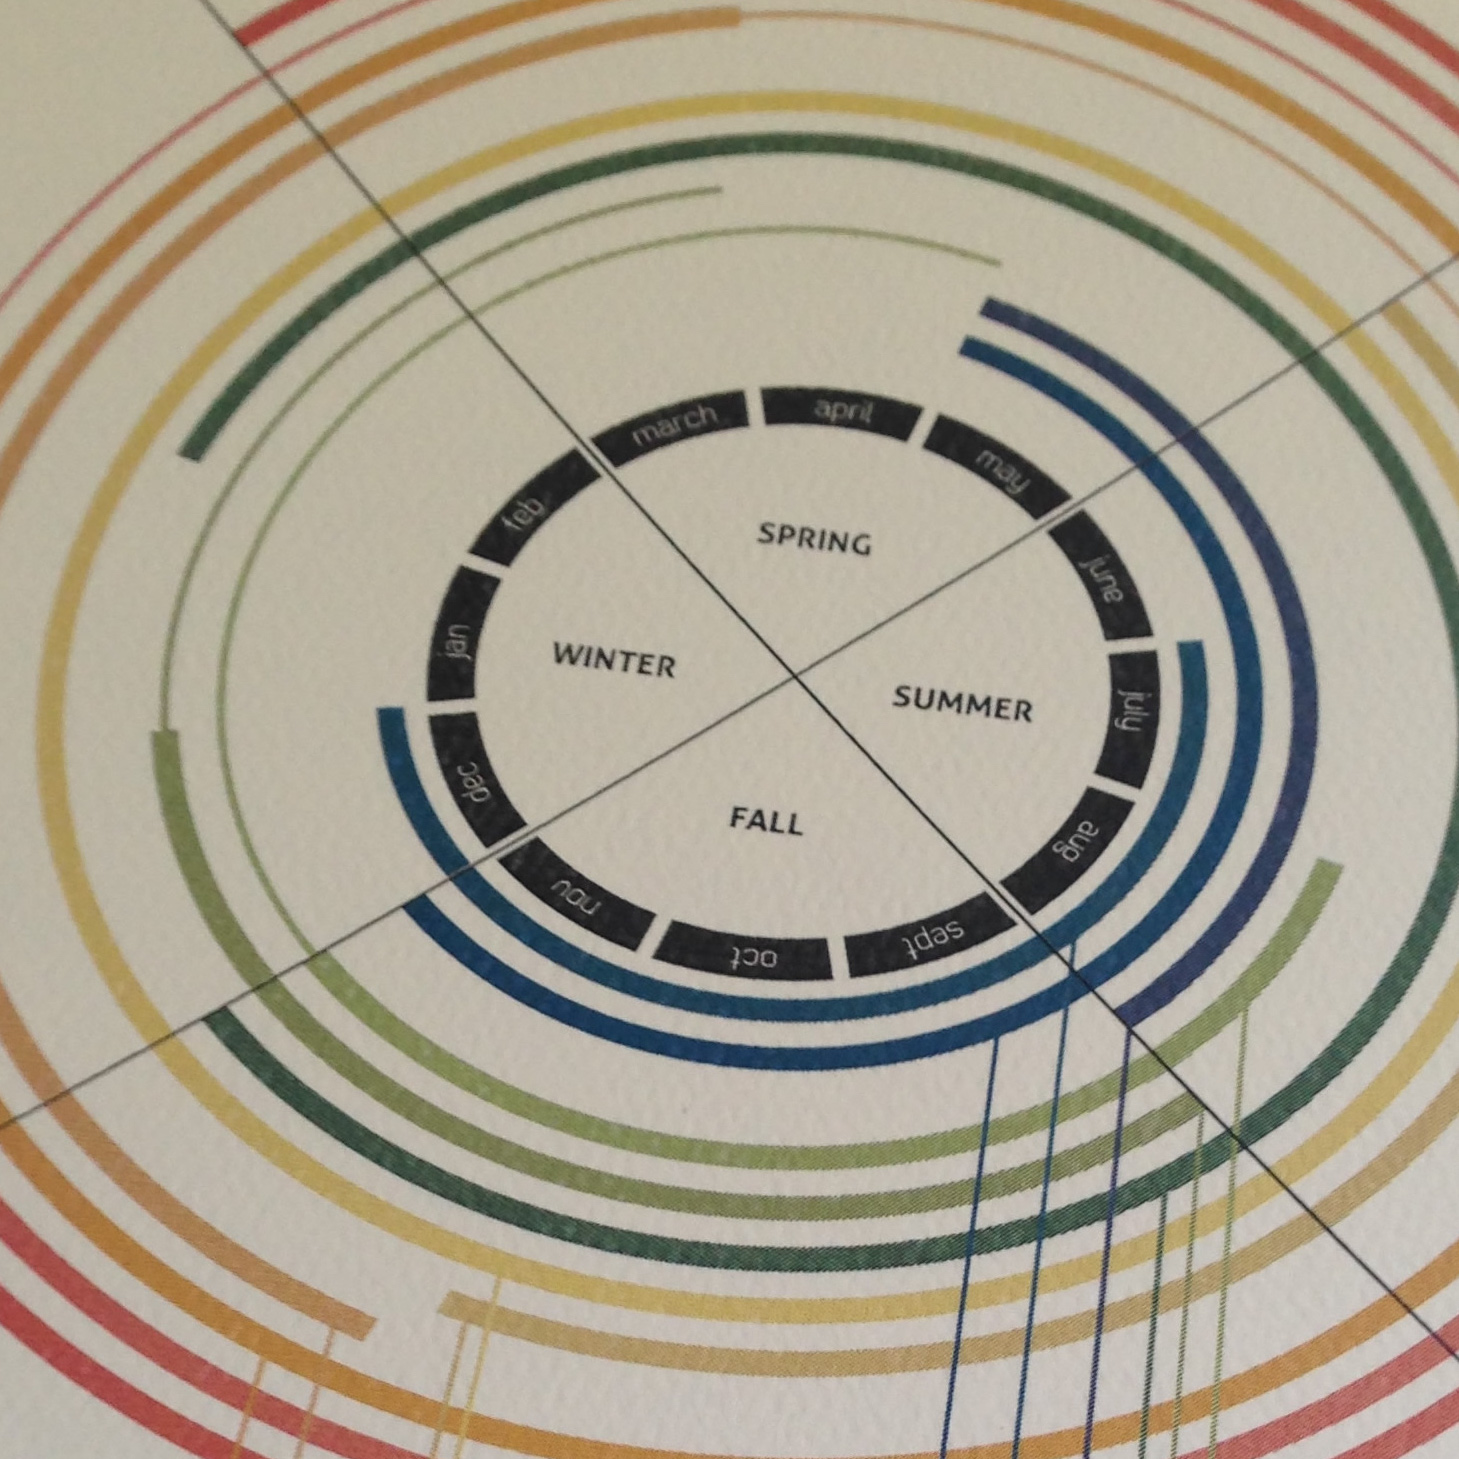 march
april
may
june
july
aug
sept
oct
nov
dec
jan
feb
SPRING
SUMMER
FALL
WINTER